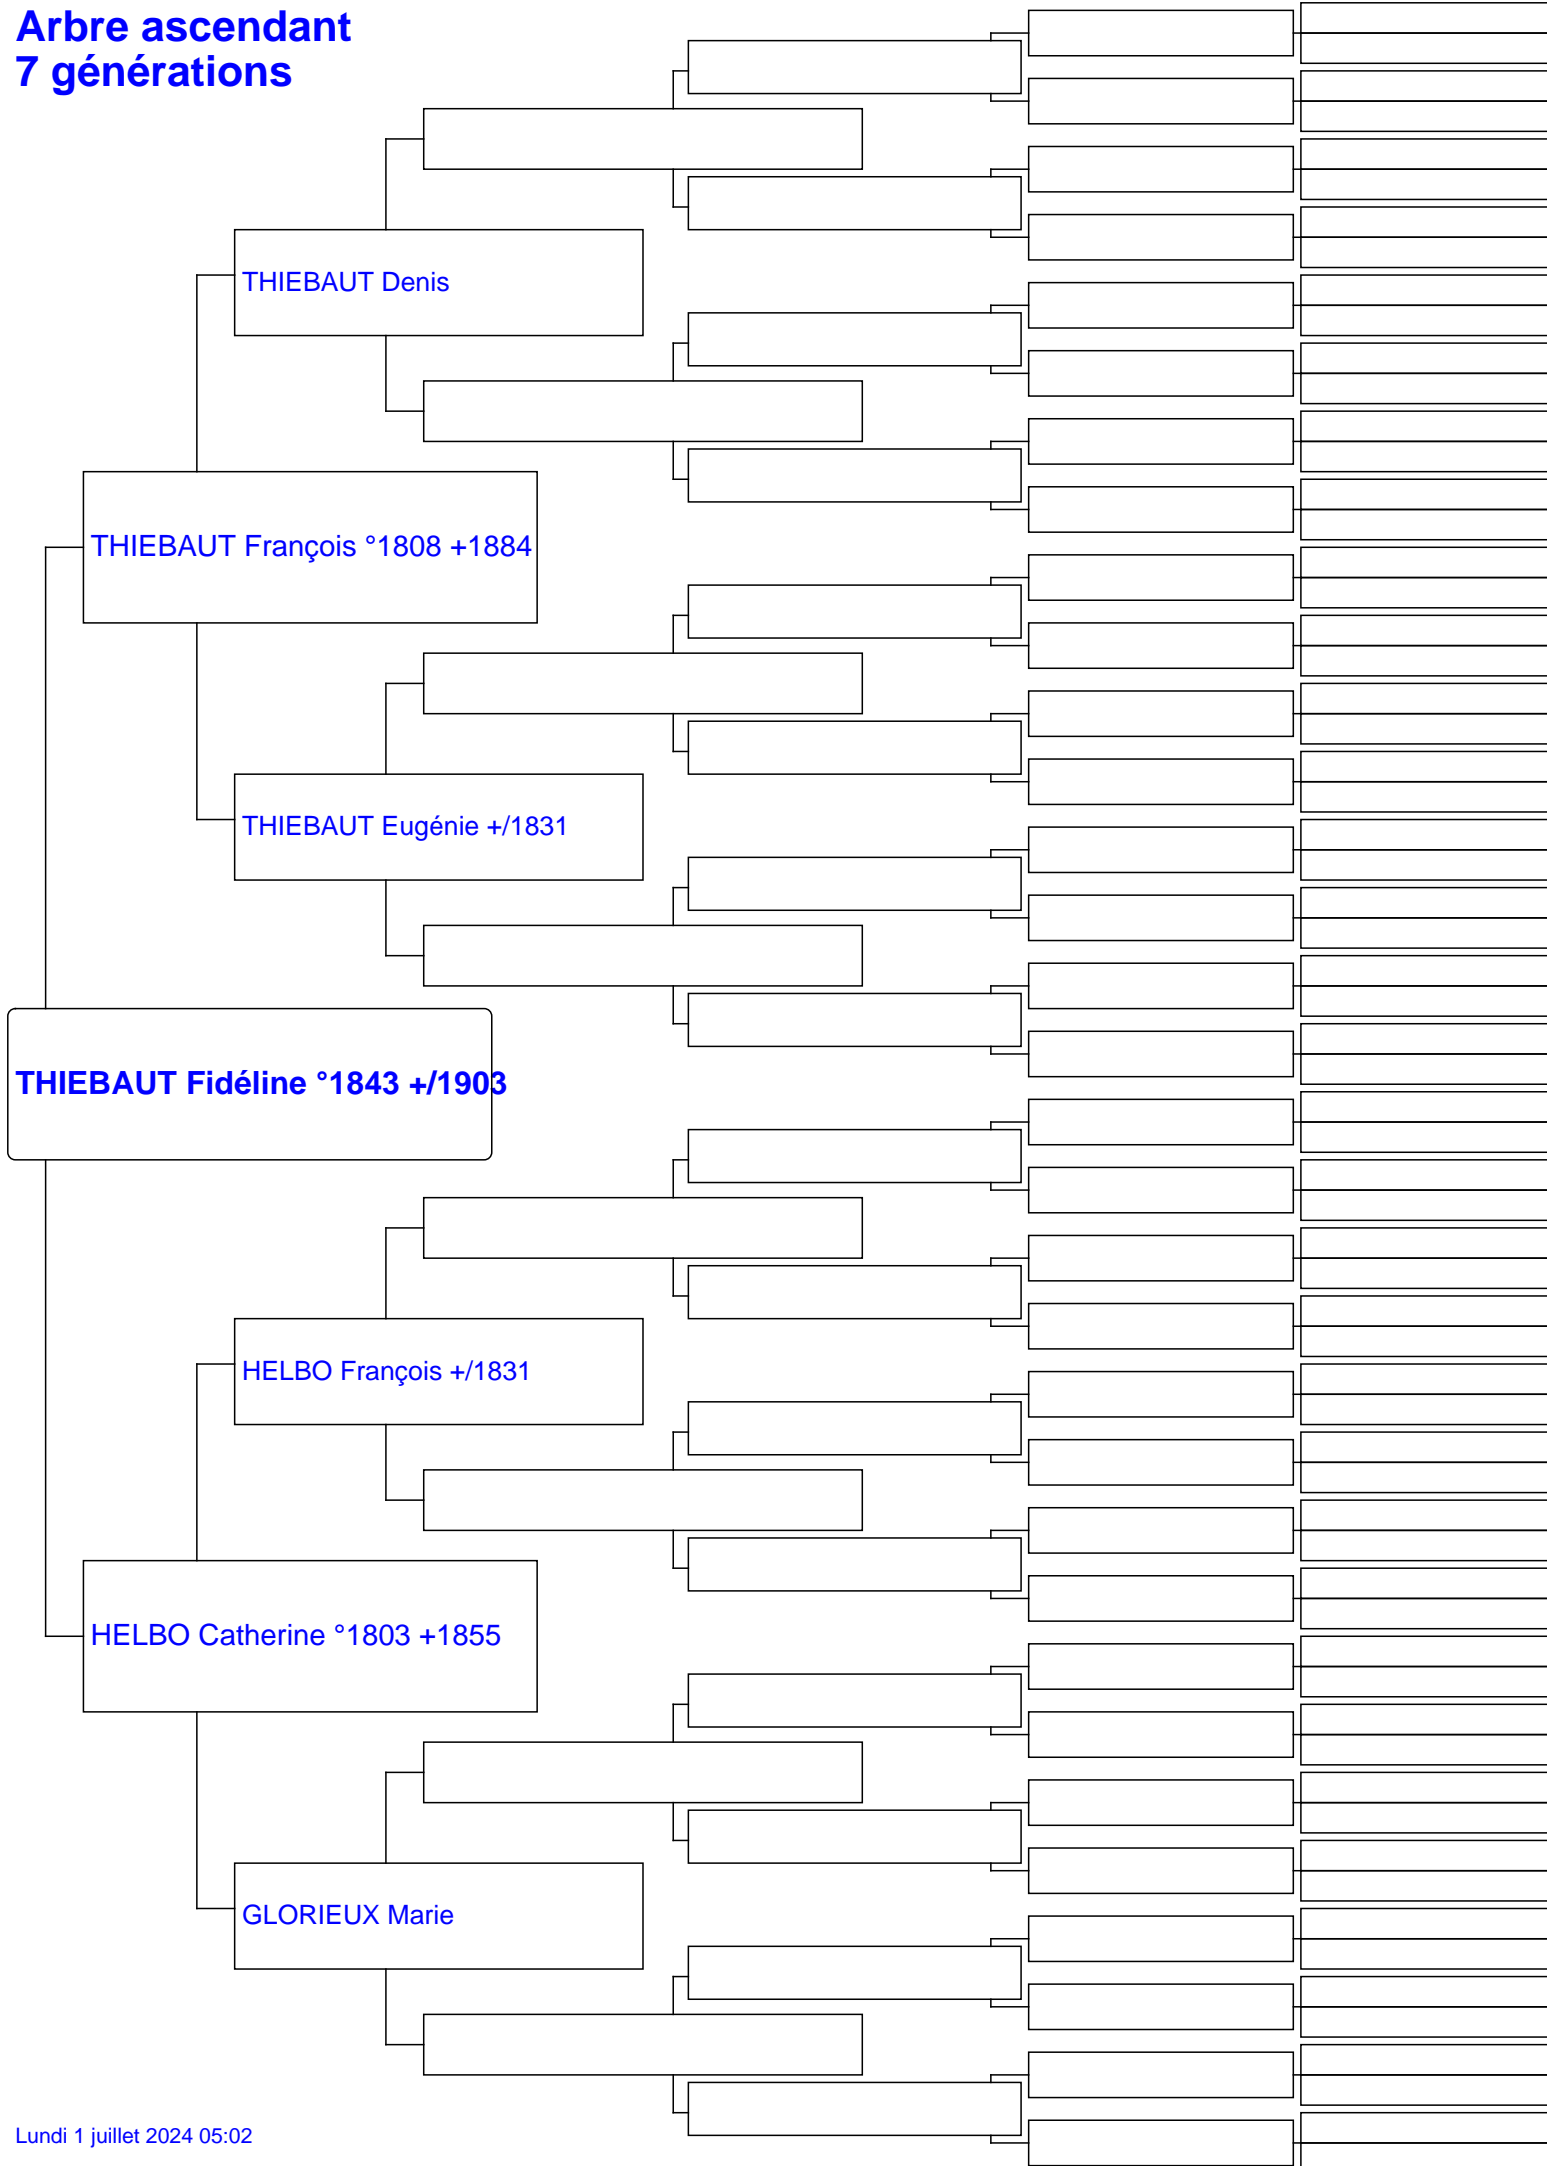 Arbre ascendant
7 générations
THIEBAUT Denis
THIEBAUT François °1808 +1884
THIEBAUT Eugénie +/1831
THIEBAUT Fidéline °1843 +/1903
HELBO François +/1831
HELBO Catherine °1803 +1855
GLORIEUX Marie
Lundi 1 juillet 2024 05:02